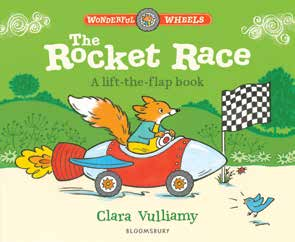 WONDERFUL WHEELS
The
Rocket Race
A lift-the-flap book
Clara Vulliamy
BLOOMSBURY